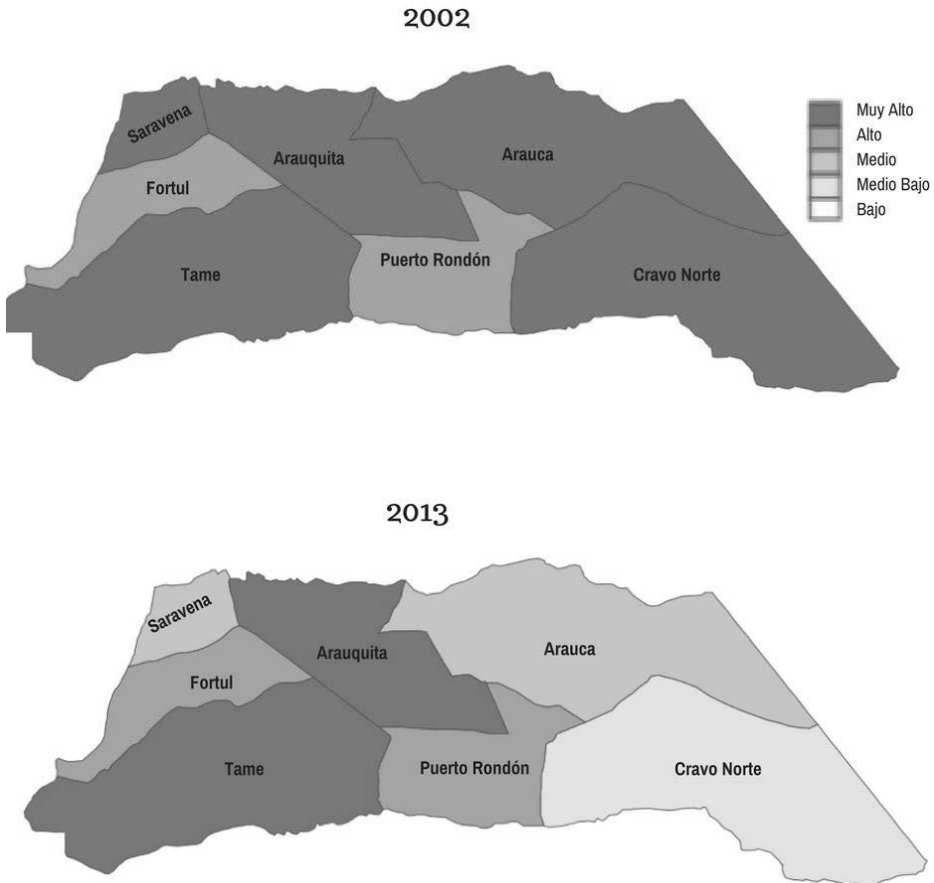 2002
Saravena
Arauquita
Arauca
Fortul
Tame
Puerto Rondón
Cravo Norte
Muy Alto
Alto
Medio
Medio Bajo
Bajo
2013
Saravena
Arauquita
Arauca
Fortul
Tame
Puerto Rondón
Cravo Norte